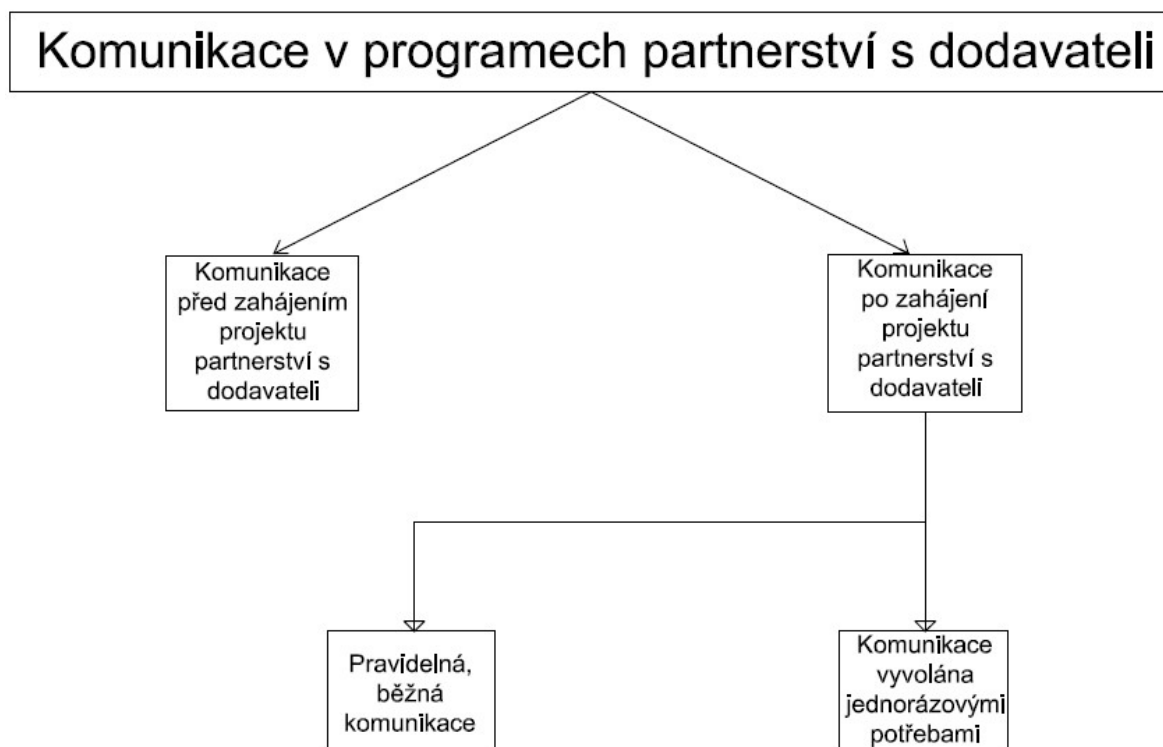 Komunikace v programech partnerství s dodavateli
Komunikace
před zahájením
projektu
partnerství s
dodavateli
Komunikace
po zahájení
projektu
partnerství s
dodavateli
Pravidelná,
běžná
komunikace
Komunikace
vyvolána
jednorázovými
potřebami